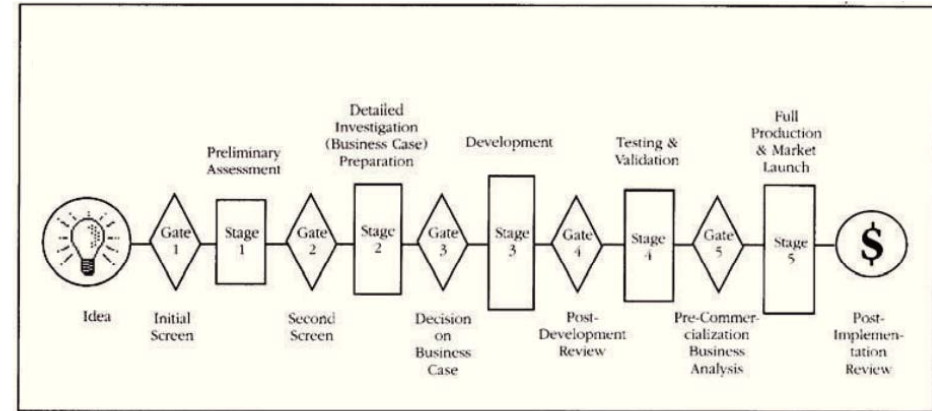 Preliminary
Assessment
Detailed
Investigation
(Business Case)
Preparation
Development
Testing &
Validation
Full
Production
& Market
Launch
Gate
1
Stage
1
Gate
2
Stage
2
Gate
3
Stage
3
Gate
4
Stage
4
Gate
5
Stage
5
$
Idea
Initial
Screen
Second
Screen
Decision
on
Business
Case
Post-
Development
Review
Pre-Commer-
cialization
Business
Analysis
Post-
Implemen-
tation
Review